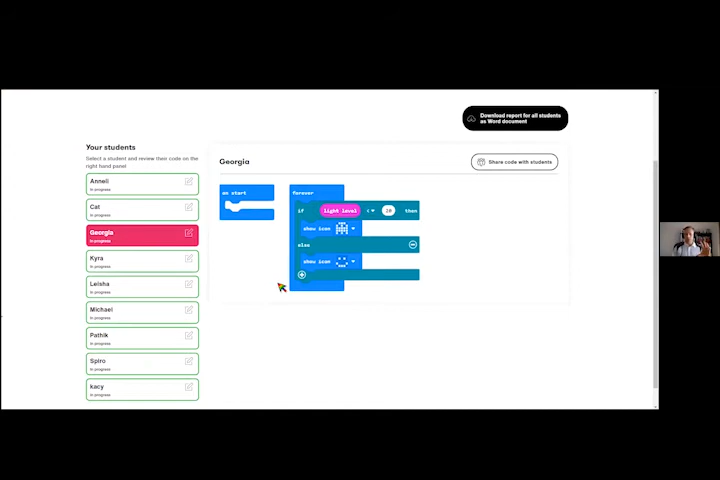 Download report for all students
as Word document
Your students
Select a student and review their code on the
right hand panel
Georgia
Share code with students
Anneli
In progress
Cat
In progress
Georgia
In progress
Kyra
In progress
Leisha
In progress
Michael
In progress
Pathik
In progress
Spiro
In progress
kacy
In progress
on start
forever
if light level < = 20 then
show icon
else
show icon